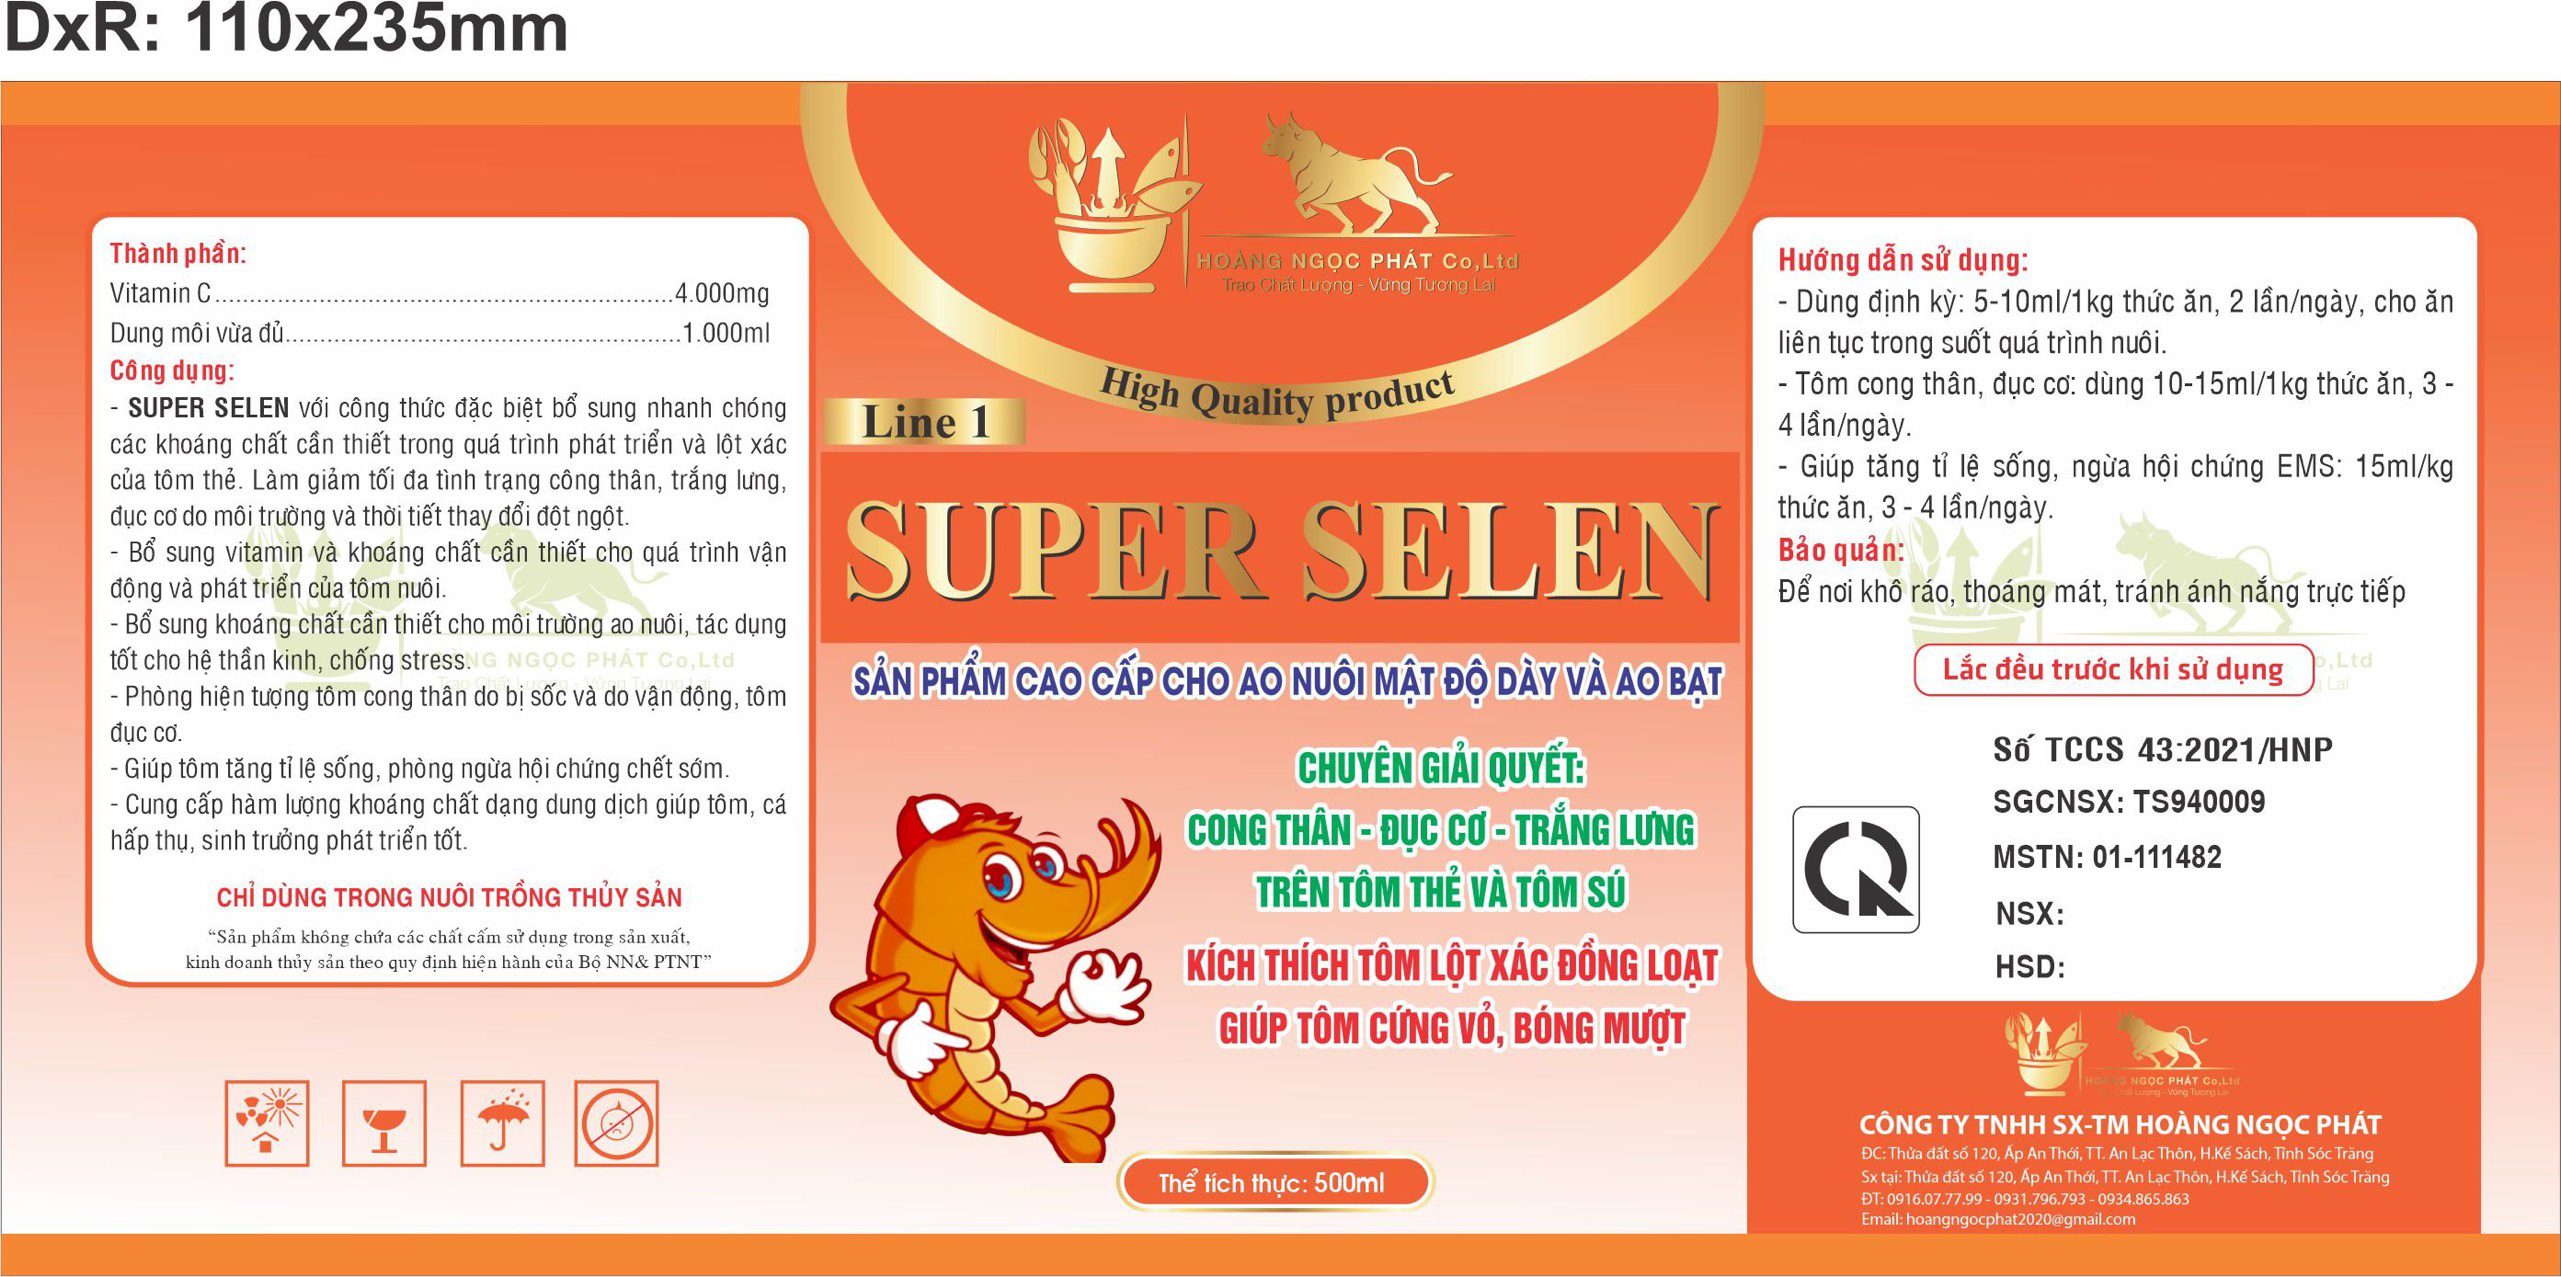 DxR: 110x235mm
Thành phần:
Vitamin C.................................................................4.000mg
Dung môi vừa đủ.........................................................1.000ml
Công dụng:
- SUPER SELEN với công thức đặc biệt bổ sung nhanh chóng
các khoáng chất cần thiết trong quá trình phát triển và lột xác
của tôm thẻ. Làm giảm tối đa tình trạng công thân, trắng lưng,
đục cơ do môi trường và thời tiết thay đổi đột ngột.
- Bổ sung vitamin và khoáng chất cần thiết cho quá trình vận
động và phát triển của tôm nuôi.
- Bổ sung khoáng chất cần thiết cho môi trường ao nuôi, tác dụng
tốt cho hệ thần kinh, chống stress.
- Phòng hiện tượng tôm cong thân do bị sốc và do vận động, tôm
đục cơ.
- Giúp tôm tăng tỉ lệ sống, phòng ngừa hội chứng chết sớm.
- Cung cấp hàm lượng khoáng chất dạng dung dịch giúp tôm, cá
hấp thụ, sinh trưởng phát triển tốt.
CHỈ DÙNG TRONG NUÔI TRỒNG THỦY SẢN
“Sản phẩm không chứa các chất cấm sử dụng trong sản xuất,
kinh doanh thủy sản theo quy định hiện hành của Bộ NN& PTNT”
HOÀNG NGỌC PHÁT Co,Ltd
Trao Chất Lượng - Vững Tương Lai
High Quality product
Line 1
SUPER SELEN
SẢN PHẨM CAO CẤP CHO AO NUÔI MẬT ĐỘ DÀY VÀ AO BẠT
CHUYÊN GIẢI QUYẾT:
CONG THÂN - ĐỤC CƠ - TRẮNG LƯNG
TRÊN TÔM THẺ VÀ TÔM SÚ
KÍCH THÍCH TÔM LỘT XÁC ĐỒNG LOẠT
GIÚP TÔM CỨNG VỎ, BÓNG MƯỢT
Thể tích thực: 500ml
Hướng dẫn sử dụng:
- Dùng định kỳ: 5-10ml/1kg thức ăn, 2 lần/ngày, cho ăn
liên tục trong suốt quá trình nuôi.
- Tôm cong thân, đục cơ: dùng 10-15ml/1kg thức ăn, 3 -
4 lần/ngày.
- Giúp tăng tỉ lệ sống, ngừa hội chứng EMS: 15ml/kg
thức ăn, 3 - 4 lần/ngày.
Bảo quản:
Để nơi khô ráo, thoáng mát, tránh ánh nắng trực tiếp
Lắc đều trước khi sử dụng
Số TCCS 43:2021/HNP
SGCNSX: TS940009
MSTN: 01-111482
NSX:
HSD:
HOÀNG NGỌC PHÁT Co,Ltd
Trao Chất Lượng - Vững Tương Lai
CÔNG TY TNHH SX-TM HOÀNG NGỌC PHÁT
ĐC: Thửa đất số 120, Ấp An Thới, TT. An Lạc Thôn, H.Kế Sách, Tỉnh Sóc Trăng
Sx tại: Thửa đất số 120, Ấp An Thới, TT. An Lạc Thôn, H.Kế Sách, Tỉnh Sóc Trăng
ĐT: 0916.07.77.99 - 0931.796.793 - 0934.865.863
Email: hoangngocphat2020@gmail.com